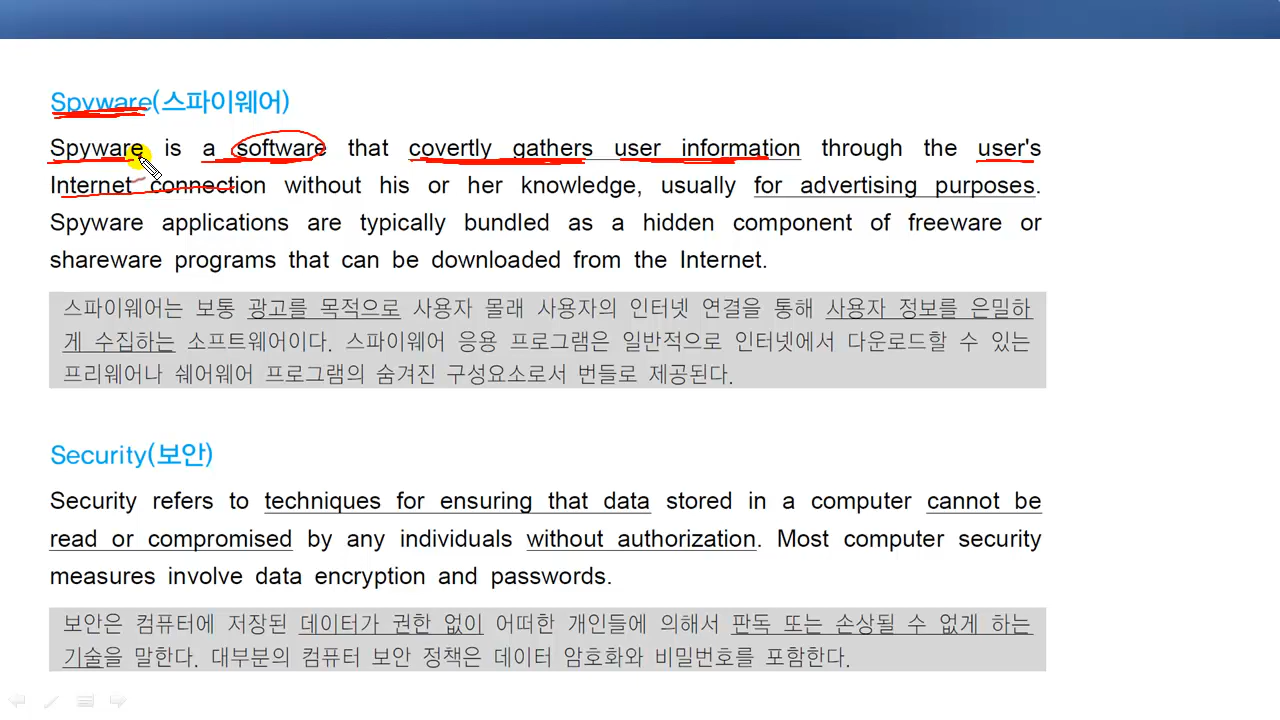 Spyware(스파이웨어)
Spyware is a software that covertly gathers user information through the user's
Internet connection without his or her knowledge, usually for advertising purposes.
Spyware applications are typically bundled as a hidden component of freeware or
shareware programs that can be downloaded from the Internet.
스파이웨어는 보통 광고를 목적으로 사용자 몰래 사용자의 인터넷 연결을 통해 사용자 정보를 은밀하
게 수집하는 소프트웨어이다. 스파이웨어 응용 프로그램은 일반적으로 인터넷에서 다운로드할 수 있는
프리웨어나 쉐어웨어 프로그램의 숨겨진 구성요소로서 번들로 제공된다.
Security(보안)
Security refers to techniques for ensuring that data stored in a computer cannot be
read or compromised by any individuals without authorization. Most computer security
measures involve data encryption and passwords.
보안은 컴퓨터에 저장된 데이터가 권한 없이 어떠한 개인들에 의해서 판독 또는 손상될 수 없게 하는
기술을 말한다. 대부분의 컴퓨터 보안 정책은 데이터 암호화와 비밀번호를 포함한다.